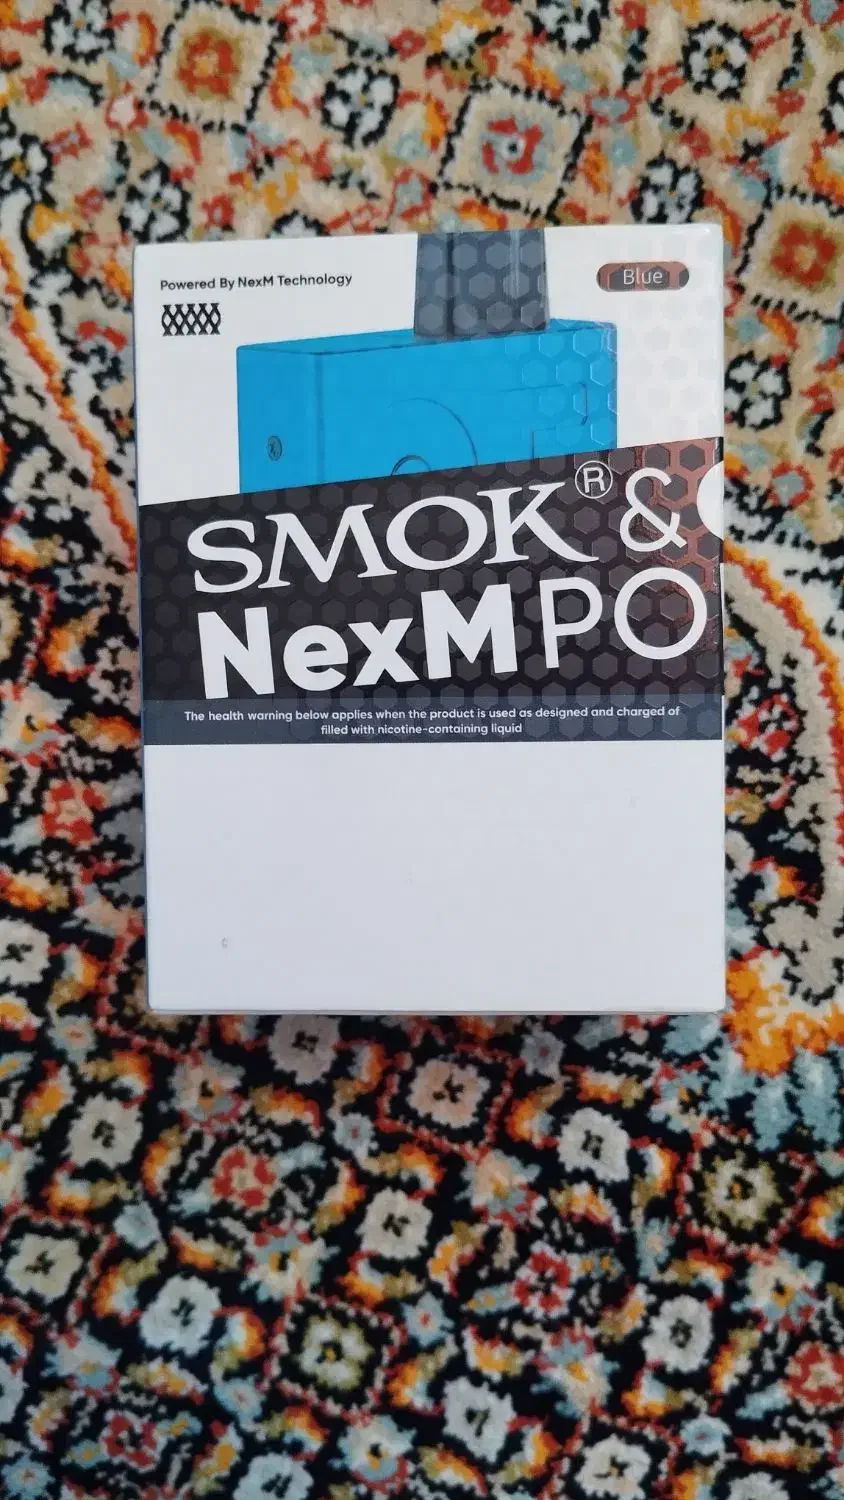 Powered By NexM Technology
Blue
SMOK® &
NexMPO
The health warning below applies when the product is used as designed and charged of
filled with nicotine-containing liquid